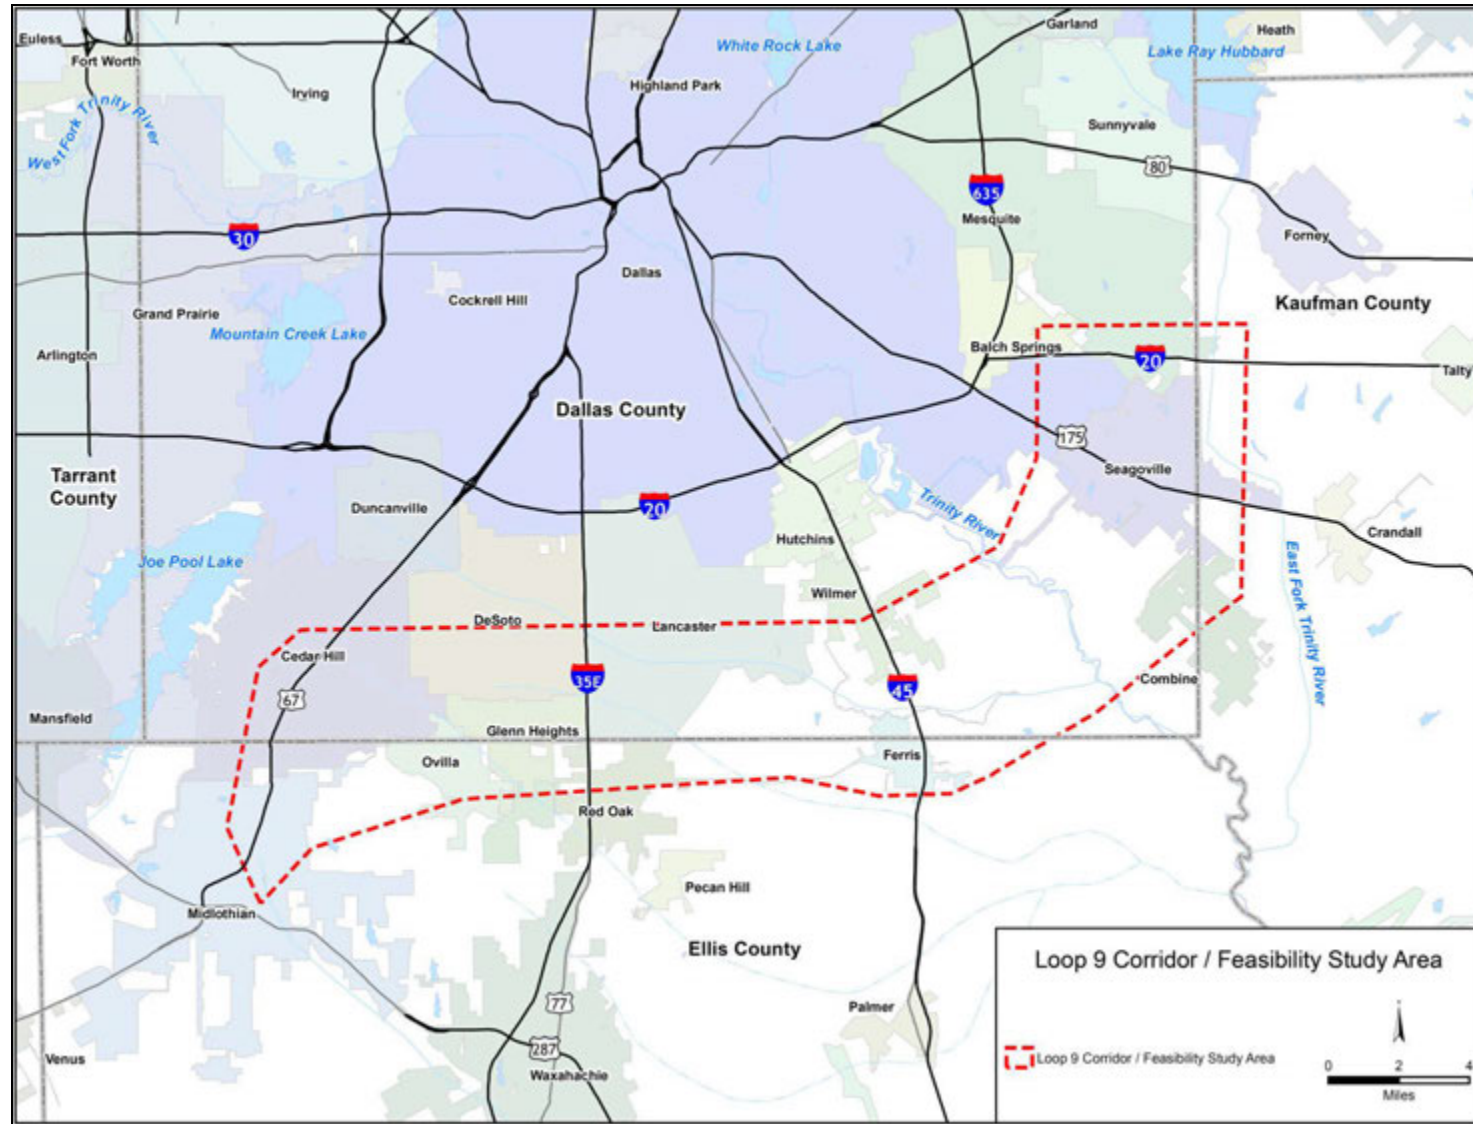 Euless
Fort Worth
Irving
West Fork Trinity River
White Rock Lake
Highland Park
Garland
Heath
Lake Ray Hubbard
Sunnyvale
80
635
Mesquite
30
Forney
Dallas
Cockrell Hill
Grand Prairie
Mountain Creek Lake
Kaufman County
Arlington
Balch Springs
20
Talty
Dallas County
175
Tarrant
County
Seagoville
Duncanville
20
Trinity River
Hutchins
Crandall
Joe Pool Lake
East Fork Trinity River
Wilmer
DeSoto
Lancaster
Cedar Hill
67
35E
45
Combine
Mansfield
Glenn Heights
Ovilla
Ferris
Red Oak
Pecan Hill
Midlothian
Ellis County
Palmer
77
287
Venus
Waxahachie
Loop 9 Corridor / Feasibility Study Area
Loop 9 Corridor / Feasibility Study Area
0 2 4
Miles